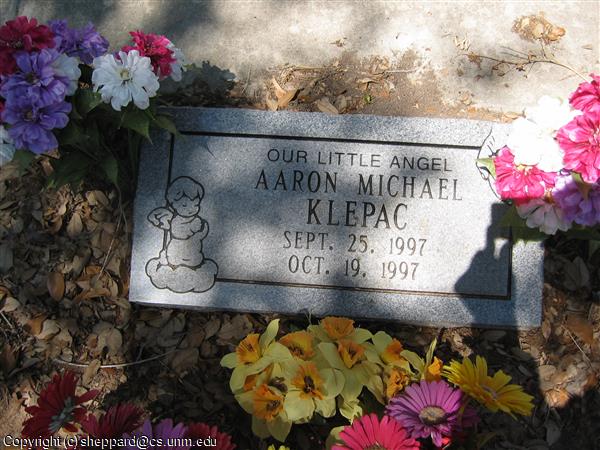 OUR LITTLE ANGEL
AARON MICHAEL
KLEPAC
SEPT. 25. 1997
OCT. 19. 1997
Copyright (c) sheppard@cs.unm.edu